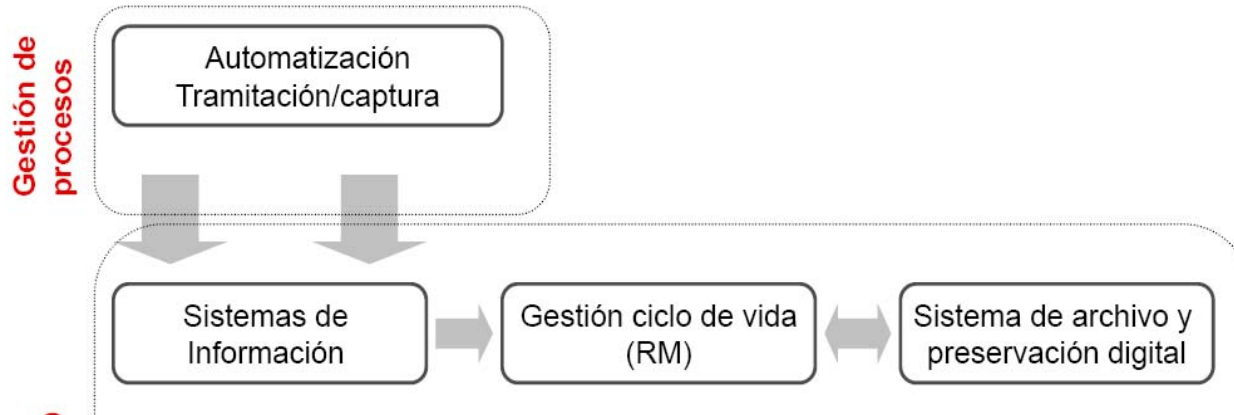 Gestión de
procesos
Automatización
Tramitación/captura
Sistemas de
Información
Gestión ciclo de vida
(RM)
Sistema de archivo y
preservación digital